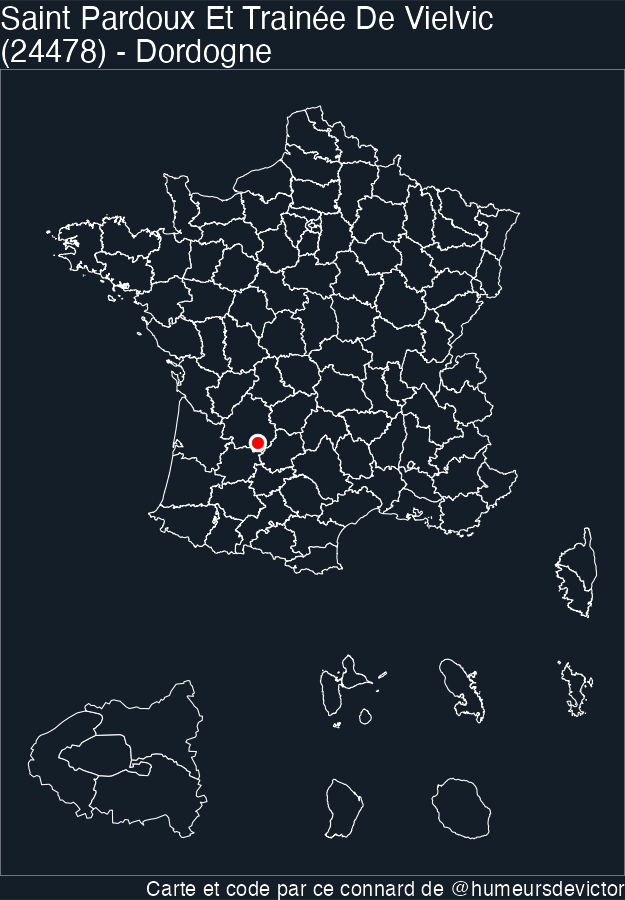 Saint Pardoux Et Trainée De Vielvic
(24478) - Dordogne
Carte et code par ce connard de @humeursdevictor